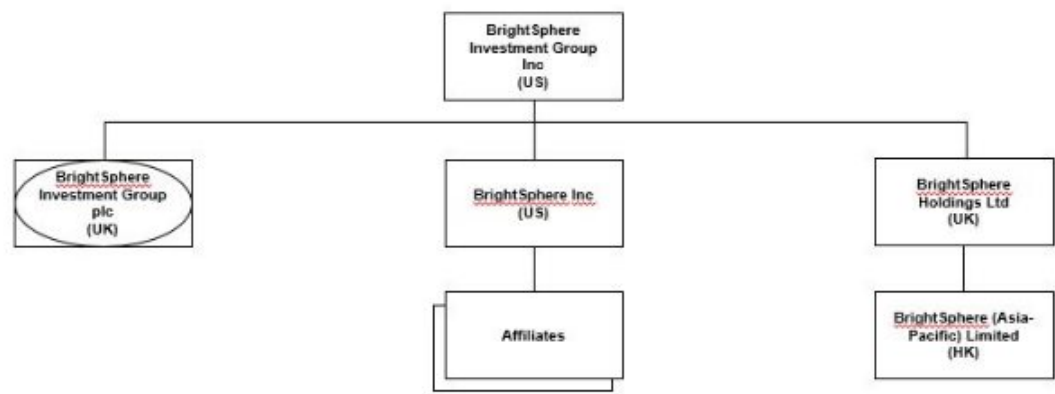 BrightSphere
Investment Group
Inc
(US)
BrightSphere
Investment Group
plc
(UK)
BrightSphere Inc
(US)
BrightSphere
Holdings Ltd
(UK)
Affiliates
BrightSphere (Asia-
Pacific) Limited
(HK)